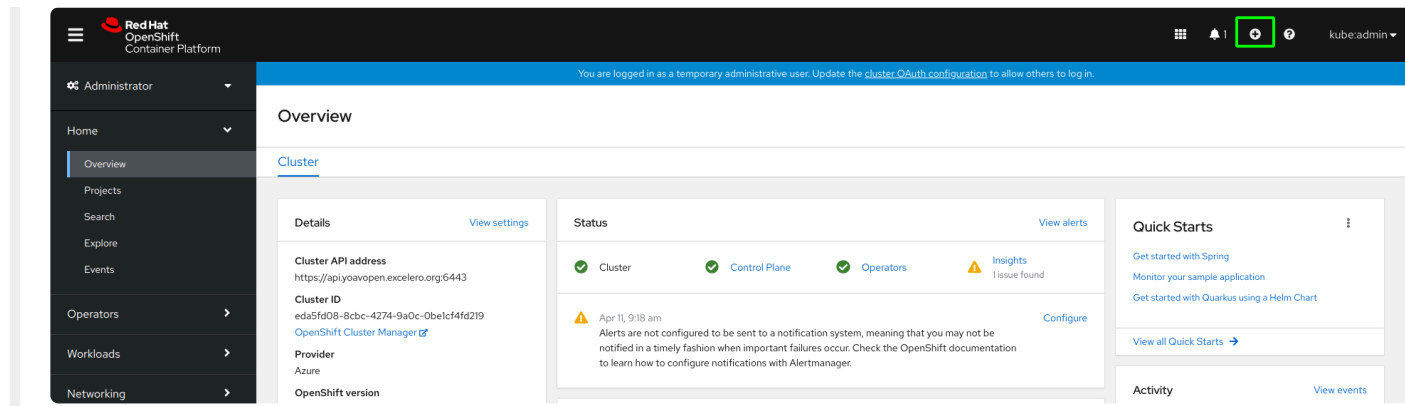 Red Hat
OpenShift
Container Platform
1
kube:admin
You are logged in as a temporary administrative user. Update the cluster OAuth configuration to allow others to log in.
Administrator
Home
Overview
Projects
Search
Explore
Events
Operators
Workloads
Networking
Overview
Cluster
Details
View settings
Cluster API address
https://api.yoavopen.excelero.org:6443
Cluster ID
eda5fd08-8cbc-4274-9a0c-0be1cf4fd219
OpenShift Cluster Manager
Provider
Azure
OpenShift version
Status
View alerts
Cluster
Control Plane
Operators
Insights
1 issue found
Apr 11, 9:18 am
Configure
Alerts are not configured to be sent to a notification system, meaning that you may not be
notified in a timely fashion when important failures occur. Check the OpenShift documentation
to learn how to configure notifications with Alertmanager.
Quick Starts
Get started with Spring
Monitor your sample application
Get started with Quarkus using a Helm Chart
View all Quick Starts
Activity
View events